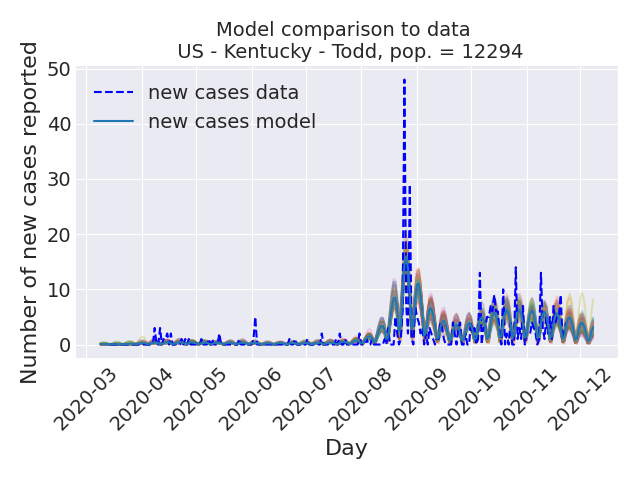 Model comparison to data
US - Kentucky - Todd, pop. = 12294
Number of new cases reported
50
40
30
20
10
0
new cases data
new cases model
2020-03
2020-04
2020-05
2020-06
2020-07
2020-08
2020-09
2020-10
2020-11
2020-12
Day